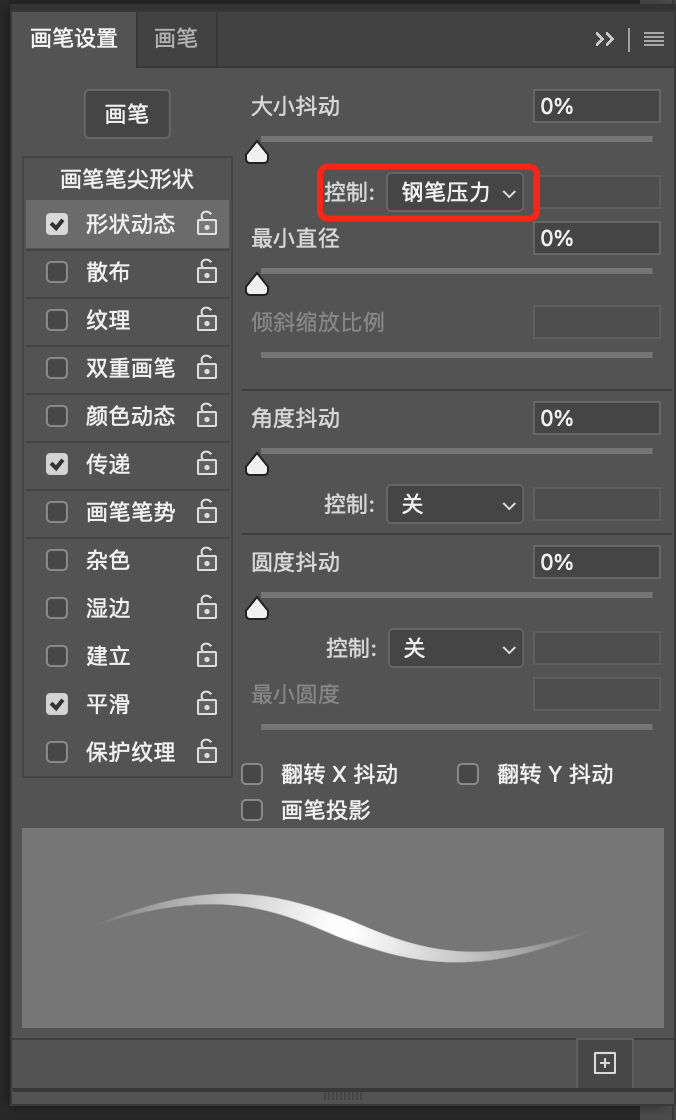 画笔设置 画笔
画笔
大小抖动 0%
控制: 钢笔压力
画笔笔尖形状
形状动态
散布
纹理
双重画笔
颜色动态
传递
画笔笔势
杂色
湿边
建立
平滑
保护纹理
最小直径 0%
倾斜缩放比例
角度抖动 0%
控制: 关
圆度抖动 0%
控制: 关
最小圆度
翻转 X 抖动 翻转 Y 抖动
画笔投影